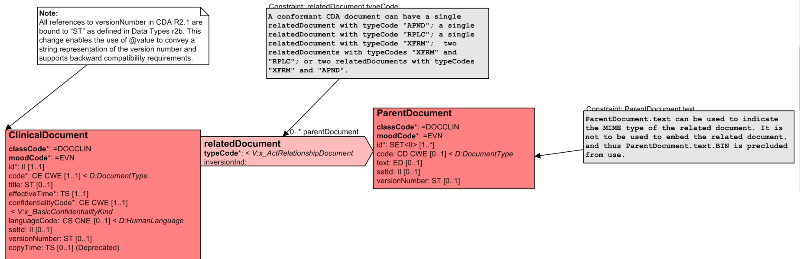 Note:
All references to versionNumber in CDA R2.1 are
bound to "ST" as defined in Data Types r2b. This
change enables the use of @value to convey a
string representation of the version number and
supports backward compatibility requirements.
Constraint: relatedDocument.typeCode
A conformant CDA document can have a single
relatedDocument with typeCode "APND"; a single
relatedDocument with typeCode "RPLC"; a single
relatedDocument with typeCode "XFRM"; two
relatedDocuments with typeCodes "XFRM" and
"RPLC"; or two relatedDocuments with typeCodes
"XFRM" and "APND".
Constraint: ParentDocument.text
ParentDocument.text can be used to indicate
the MIME type of the related document. It is
not to be used to embed the related document,
and thus ParentDocument.text.BIN is precluded
from use.
ClinicalDocument
classCode*: =DOCCLIN
moodCode*: =EVN
id*: II [1..1]
code*: CE CWE [1..1] < D:DocumentType
title: ST [0..1]
effectiveTime*: TS [1..1]
confidentialityCode*: CE CWE [1..1]
< V:x_BasicConfidentialityKind
languageCode: CS CNE [0..1] < D:HumanLanguage
setId: II [0..1]
versionNumber: ST [0..1]
copyTime: TS [0..1] (Deprecated)
0..* parentDocument
relatedDocument
typeCode*: < V:x_ActRelationshipDocument
inversionInd:
ParentDocument
classCode*: =DOCCLIN
moodCode*: =EVN
id*: SET<II> [1..*]
code: CD CWE [0..1] < D:DocumentType
text: ED [0..1]
setId: II [0..1]
versionNumber: ST [0..1]